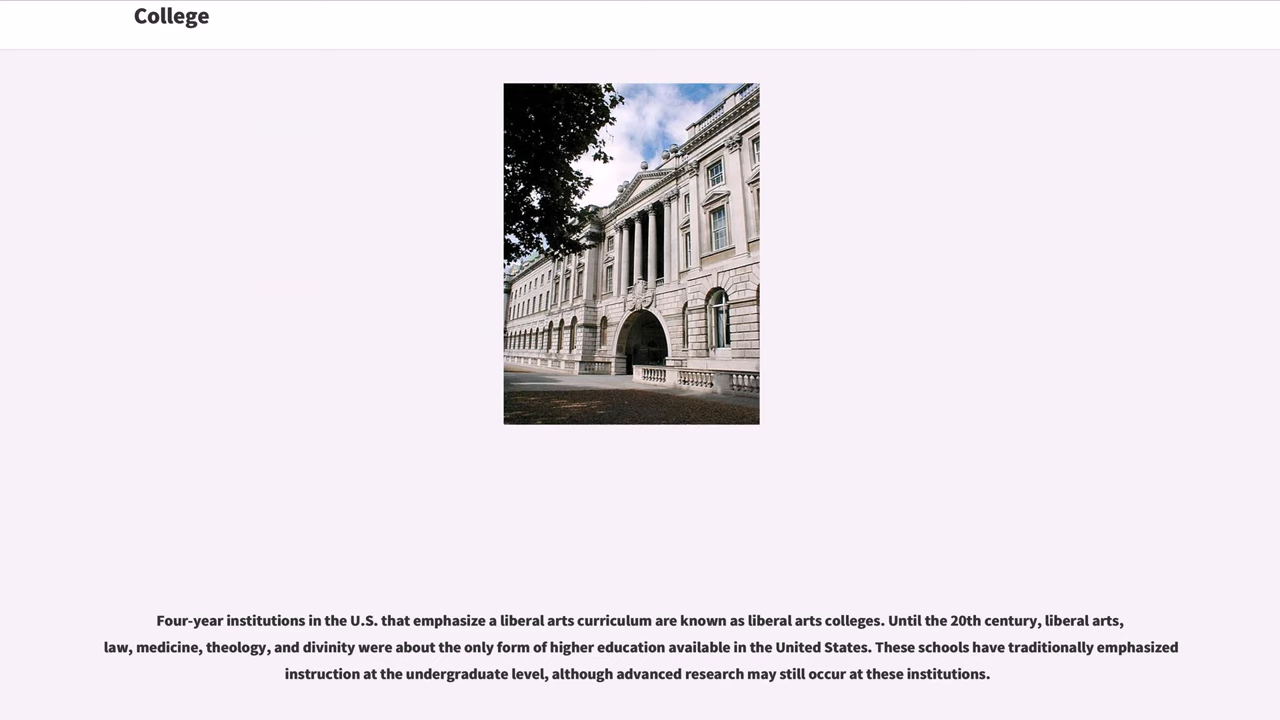 College
Four-year institutions in the U.S. that emphasize a liberal arts curriculum are known as liberal arts colleges. Until the 20th century, liberal arts,
law, medicine, theology, and divinity were about the only form of higher education available in the United States. These schools have traditionally emphasized
instruction at the undergraduate level, although advanced research may still occur at these institutions.